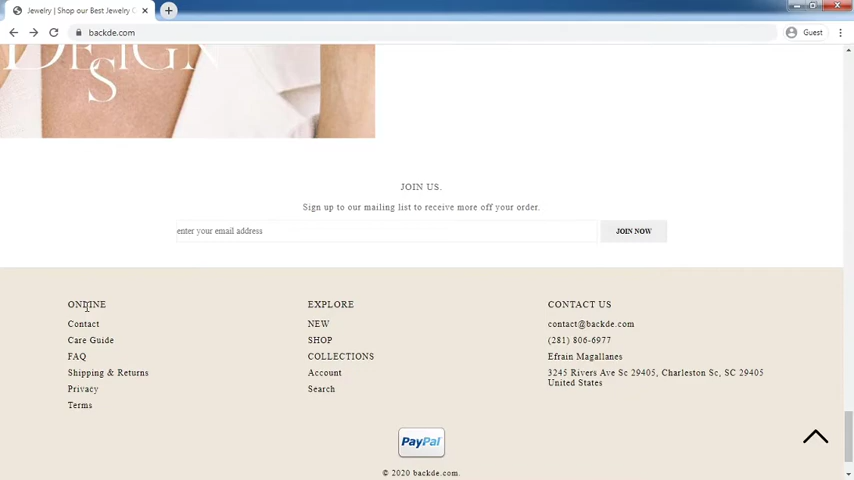 Jewelry | Shop our Best Jewelry
Guest
backde.com
DESIGN
S
JOIN US.
Sign up to our mailing list to receive more off your order.
enter your email address
JOIN NOW
ONLINE
EXPLORE
CONTACT US
Contact
NEW
contact@backde.com
Care Guide
SHOP
(281) 806-6977
FAQ
COLLECTIONS
Efrain Magallanes
Shipping & Returns
Account
3245 Rivers Ave Sc 29405, Charleston Sc, SC 29405
United States
Privacy
Search
Terms
PayPal
© 2020 backde.com.